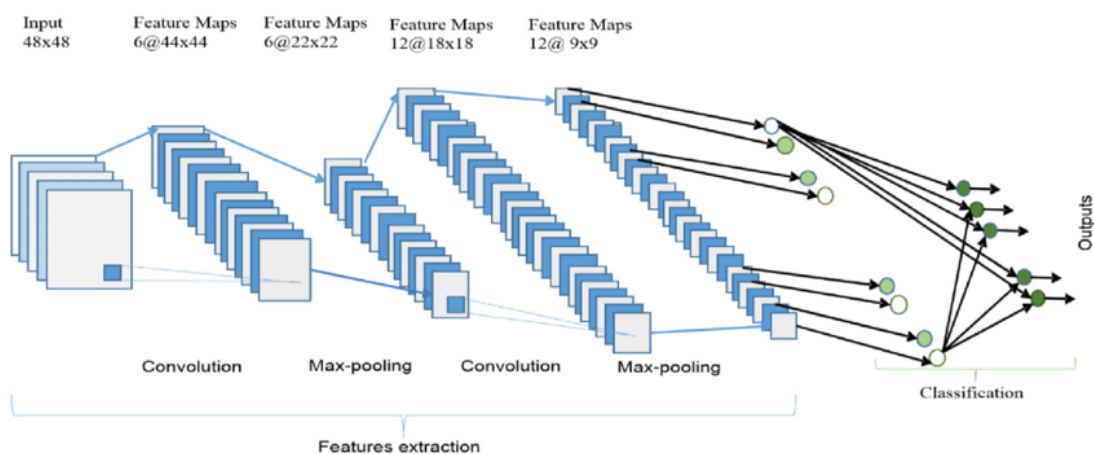 Input
48x48
Feature Maps
6@44x44
Feature Maps
6@22x22
Feature Maps
12@18x18
Feature Maps
12@ 9x9
Outputs
Convolution
Max-pooling
Convolution
Max-pooling
Classification
Features extraction